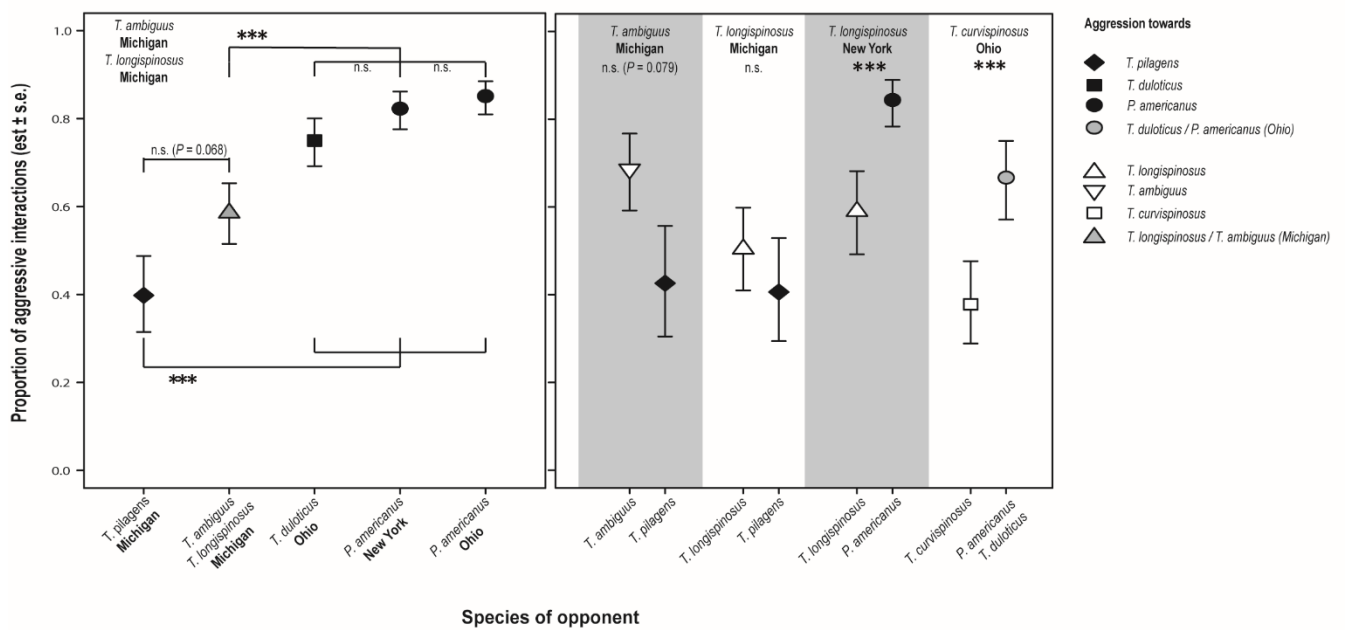 Proportion of aggressive interactions (est ± s.e.)
1.0
0.8
0.6
0.4
0.2
0.0
T. ambiguus
Michigan
T. longispinosus
Michigan
***
n.s.
n.s.
n.s. (P = 0.068)
***
T. pilagens
Michigan
T. ambiguus
T. longispinosus
Michigan
T. duloticus
Ohio
P. americanus
New York
P. americanus
Ohio
T. ambiguus
Michigan
n.s. (P = 0.079)
T. longispinosus
Michigan
n.s.
T. longispinosus
New York
***
T. curvispinosus
Ohio
***
T. ambiguus
T. pilagens
T. longispinosus
T. pilagens
T. longispinosus
P. americanus
T. curvispinosus
P. americanus
T. duloticus
Species of opponent
Aggression towards
T. pilagens
T. duloticus
P. americanus
T. duloticus / P. americanus (Ohio)
T. longispinosus
T. ambiguus
T. curvispinosus
T. longispinosus / T. ambiguus (Michigan)